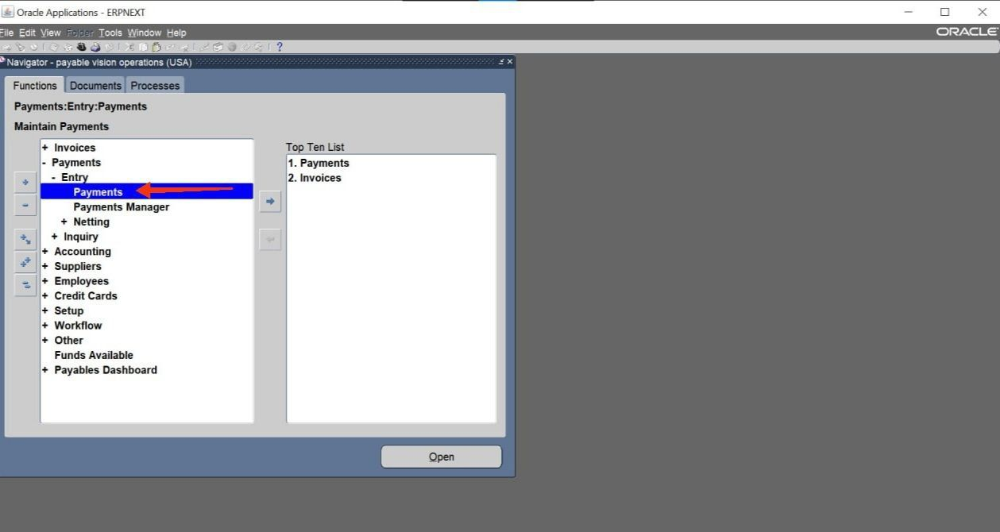 Oracle Applications - ERPNEXT
File Edit View Folder Tools Window Help
ORACLE
Navigator - payable vision operations (USA)
Functions Documents Processes
Payments:Entry:Payments
Maintain Payments
+ Invoices
- Payments
- Entry
Payments
Payments Manager
+ Netting
+ Inquiry
+ Accounting
+ Suppliers
+ Employees
+ Credit Cards
+ Setup
+ Workflow
+ Other
Funds Available
+ Payables Dashboard
Top Ten List
1. Payments
2. Invoices
Open